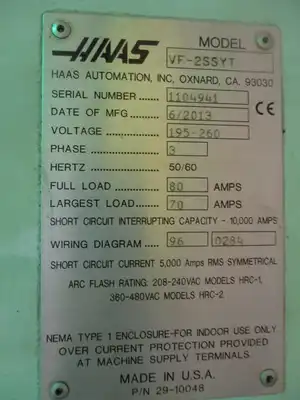 HAAS
MODEL
VF-2SSYT
HAAS AUTOMATION, INC, OXNARD, CA. 93030
SERIAL NUMBER ....... 1104941
DATE OF MFG ........... 6/2013
VOLTAGE .................. 195-260
CE
PHASE ...................... 3
HERTZ 50/60
FULL LOAD ............... 80 AMPS
LARGEST LOAD ........ 70 AMPS
SHORT CIRCUIT INTERRUPTING CAPACITY - 10,000 AMPS
WIRING DIAGRAM ..... 96 0284
SHORT CIRCUIT CURRENT 5,000 Amps RMS SYMMETRICAL
ARC FLASH RATING: 208-240VAC MODELS HRC-1,
380-480VAC MODELS HRC-2
NEMA TYPE 1 ENCLOSURE-FOR INDOOR USE ONLY
OVER CURRENT PROTECTION PROVIDED
AT MACHINE SUPPLY TERMINALS
MADE IN U.S.A.
P/N 29-10048